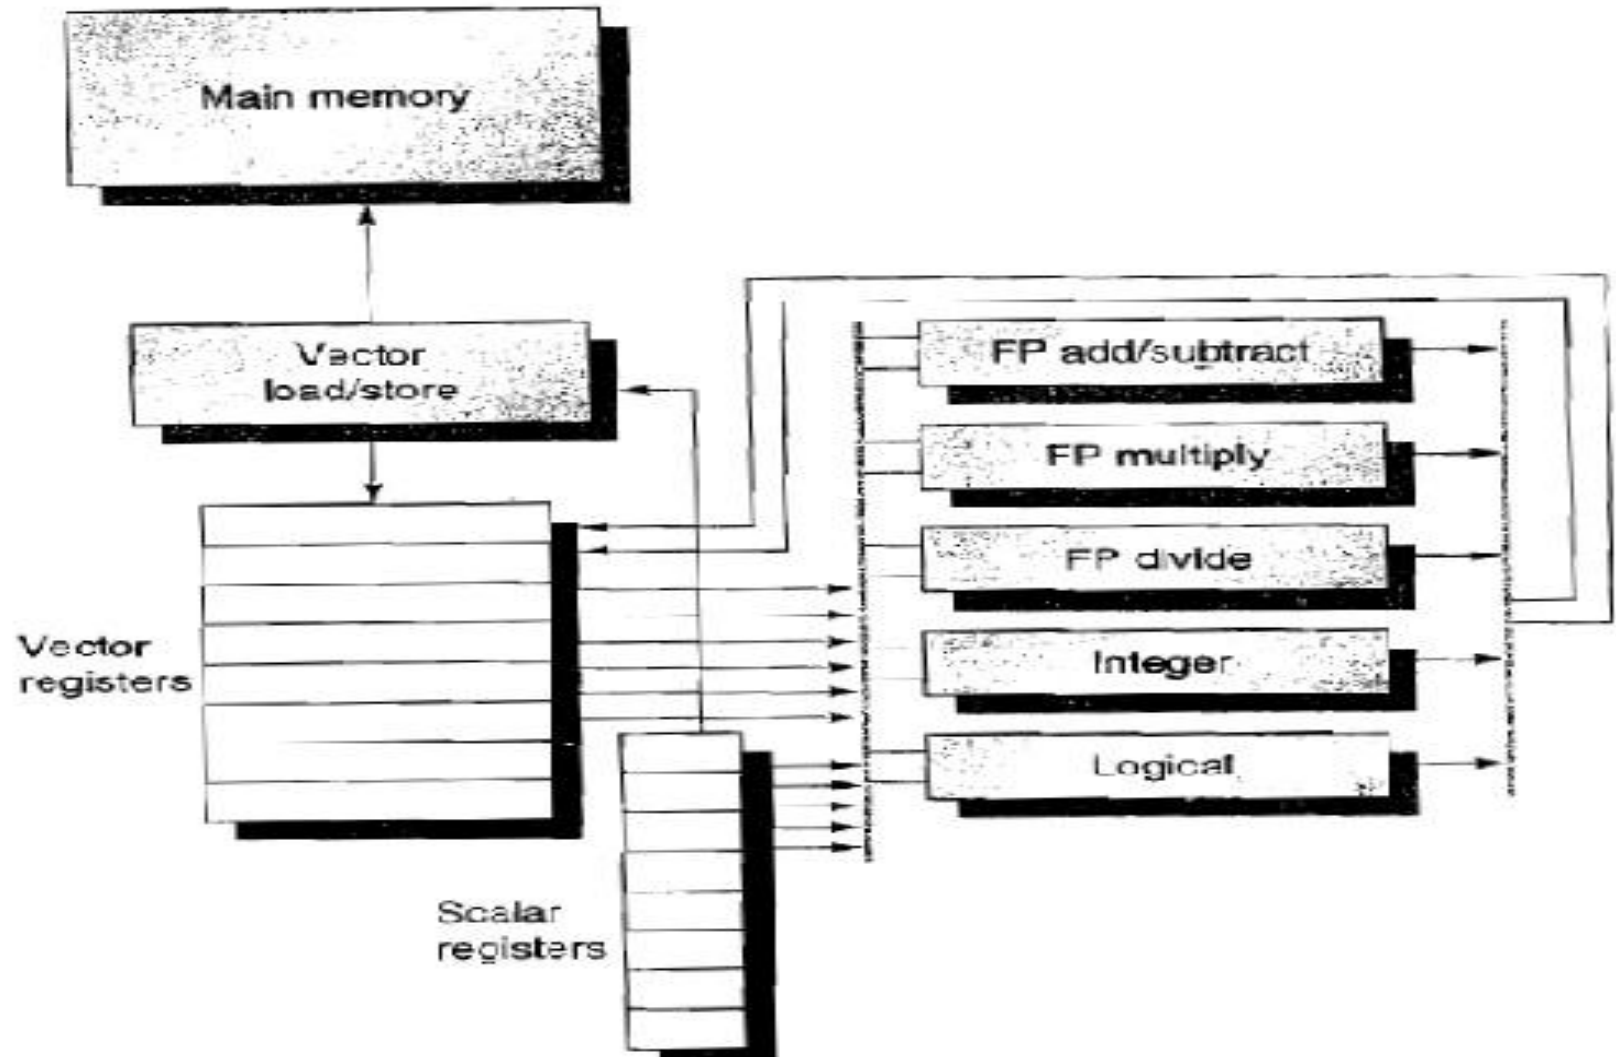 Main memory
Vector
load/store
FP add/subtract
FP multiply
FP divide
Integer
Logical
Vector
registers
Scalar
registers